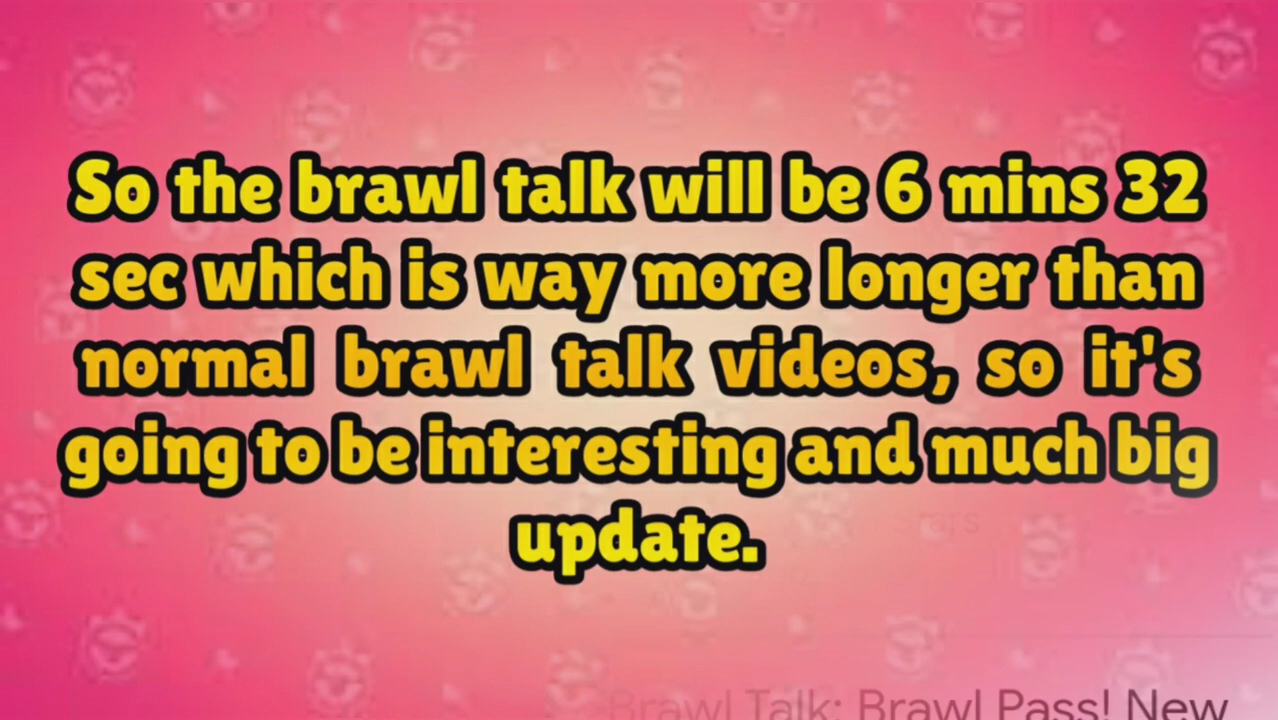 So the brawl talk will be 6 mins 32
sec which is way more longer than
normal brawl talk videos, so it's
going to be interesting and much big
update.
Stars
Brawl Talk: Brawl Pass! New